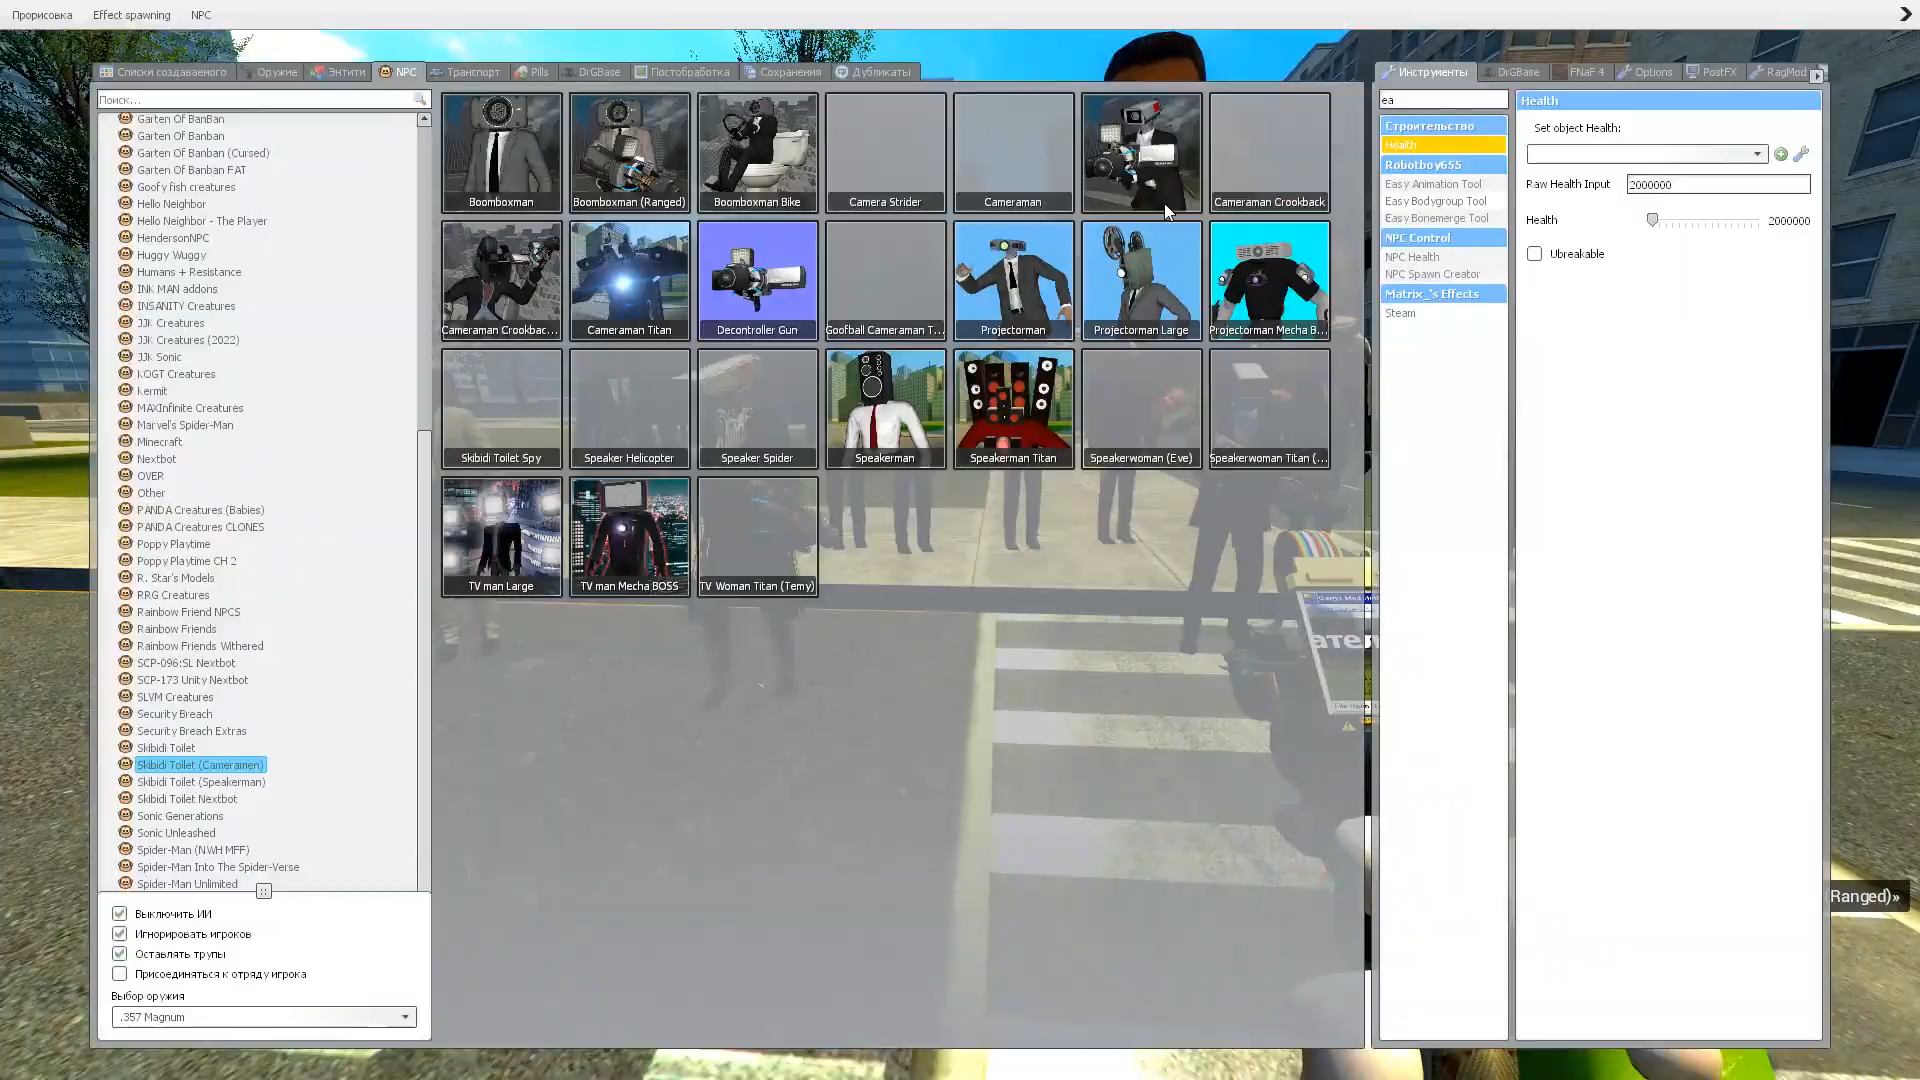 Прорисовка
Effect spawning
NPC
Списки создаваемого
Оружие
Энтити
NPC
Транспорт
Pills
DrGBase
Постобработка
Сохранения
Дубликаты
Поиск...
Garten Of BanBan
Garten Of Banban
Garten Of Banban (Cursed)
Garten Of Banban FAT
Goofy fish creatures
Hello Neighbor
Hello Neighbor - The Player
HendersonNPC
Huggy Wuggy
Humans + Resistance
INK MAN addons
INSANITY Creatures
JJK Creatures
JJK Creatures (2022)
JJK Sonic
KOGT Creatures
Kermit
MAXInfinite Creatures
Marvel's Spider-Man
Minecraft
Nextbot
OVER
Other
PANDA Creatures (Babies)
PANDA Creatures CLONES
Poppy Playtime
Poppy Playtime CH 2
R. Star's Models
RRG Creatures
Rainbow Friend NPCS
Rainbow Friends
Rainbow Friends Withered
SCP-096:SL Nextbot
SCP-173 Unity Nextbot
SLVM Creatures
Security Breach
Security Breach Extras
Skibidi Toilet
Skibidi Toilet (Cameramen)
Skibidi Toilet (Speakerman)
Skibidi Toilet Nextbot
Sonic Generations
Sonic Unleashed
Spider-Man (NWH MFF)
Spider-Man Into The Spider-Verse
Spider-Man Unlimited
Выключить ИИ
Игнорировать игроков
Оставлять трупы
Присоединяться к отряду игрока
Выбор оружия
.357 Magnum
Boomboxman
Boomboxman (Ranged)
Boomboxman Bike
Camera Strider
Cameraman
Cameraman Crookback
Cameraman Crookbac...
Cameraman Titan
Decontroller Gun
Goofball Cameraman T...
Projectorman
Projectorman Large
Projectorman Mecha B...
Skibidi Toilet Spy
Speaker Helicopter
Speaker Spider
Speakerman
Speakerman Titan
Speakerwoman (Eve)
Speakerwoman Titan (...
TV man Large
TV man Mecha BOSS
TV Woman Titan (Temy)
ател
Инструменты
DrGBase
FNaF 4
Options
PostFX
RagMod
ea
Строительство
Health
Robotboy655
Easy Animation Tool
Easy Bodygroup Tool
Easy Bonemerge Tool
NPC Control
NPC Health
NPC Spawn Creator
Matrix_'s Effects
Steam
Health
Set object Health:
Raw Health Input
2000000
Health
2000000
Ubreakable
Ranged)»